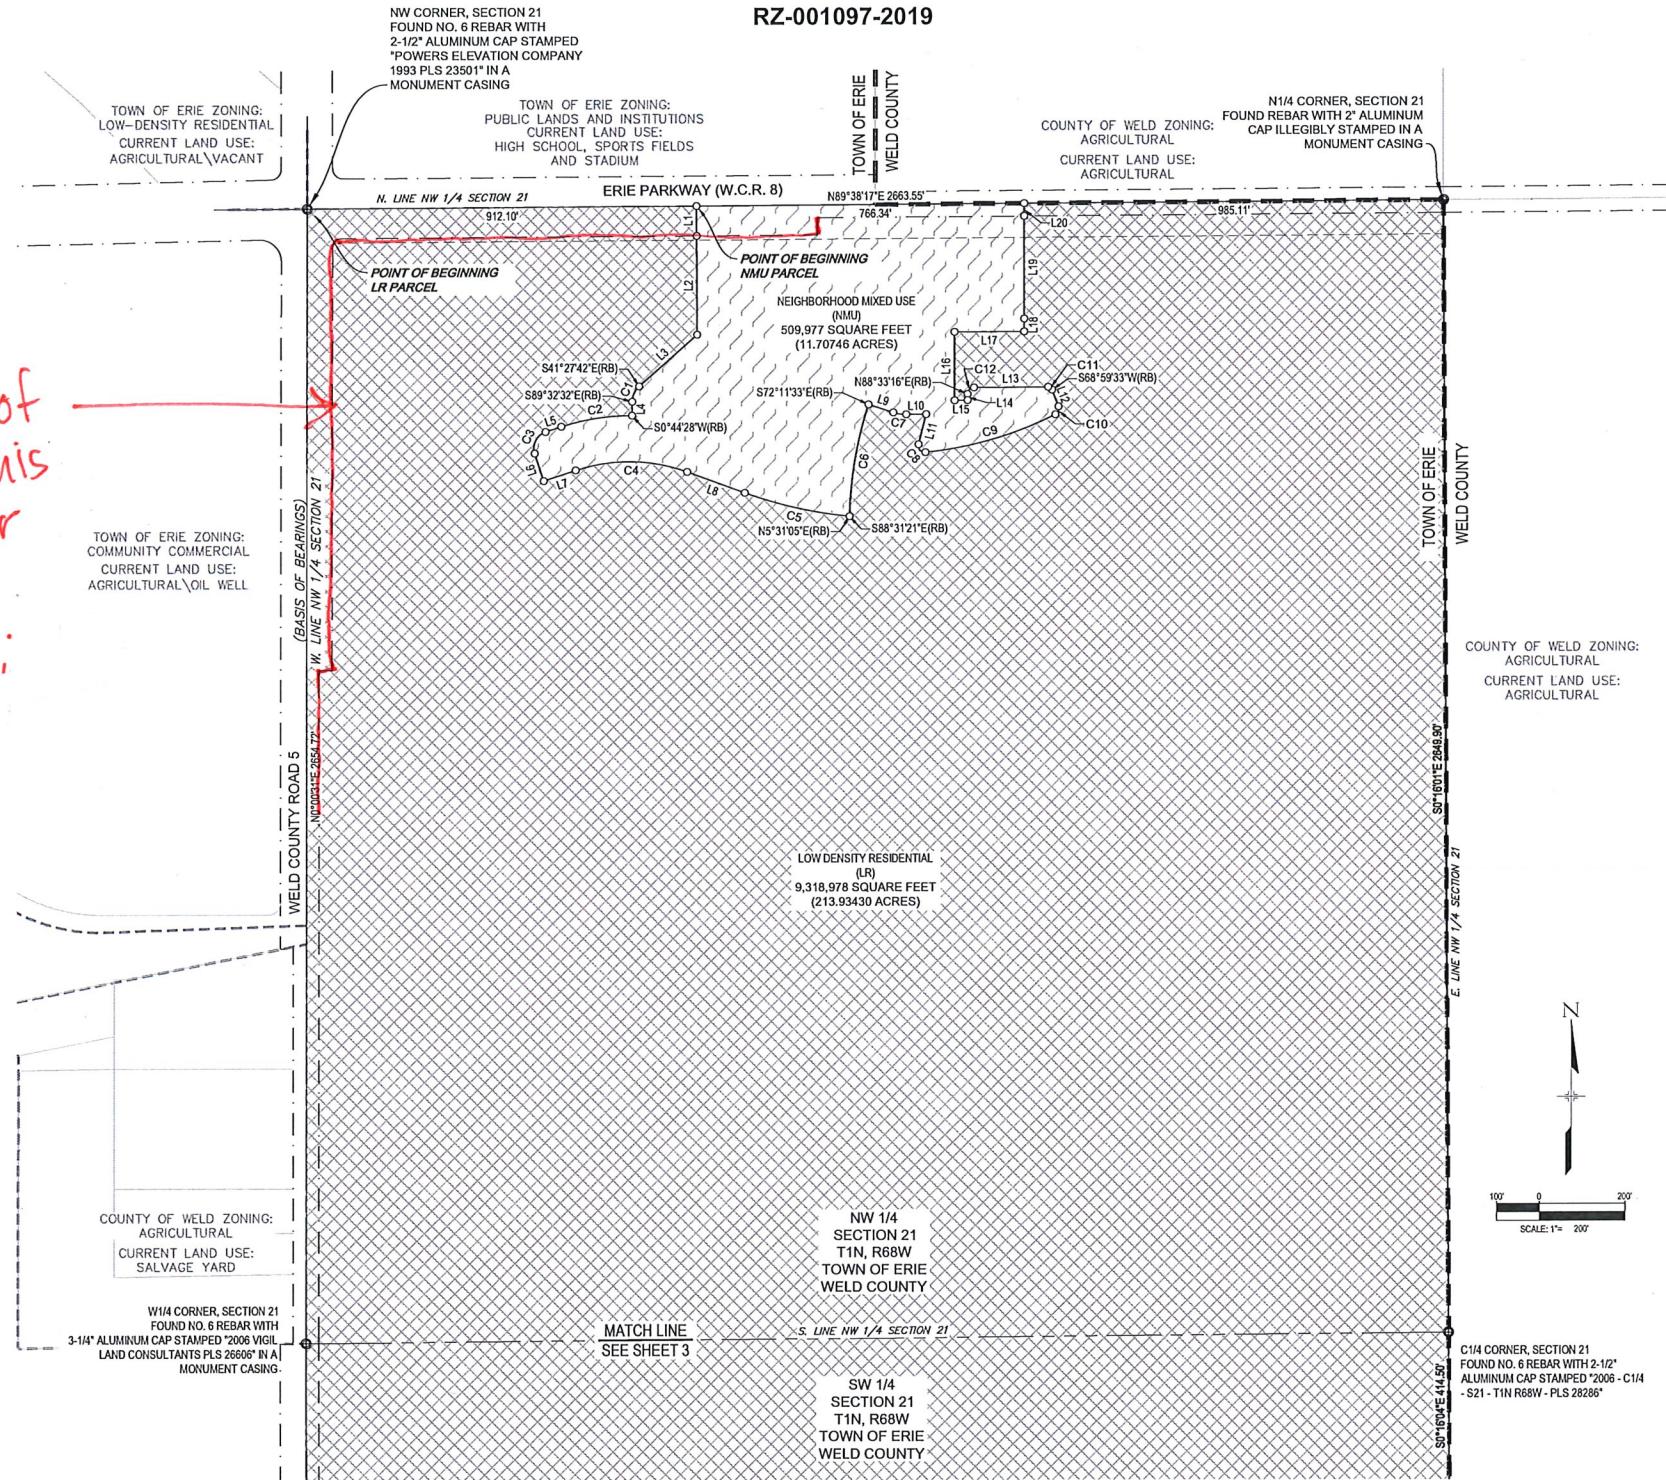 RZ-001097-2019
NW CORNER, SECTION 21
FOUND NO. 6 REBAR WITH
2-1/2" ALUMINUM CAP STAMPED
"POWERS ELEVATION COMPANY
1993 PLS 23501" IN A
MONUMENT CASING
TOWN OF ERIE ZONING:
LOW-DENSITY RESIDENTIAL
CURRENT LAND USE:
AGRICULTURAL\VACANT
TOWN OF ERIE ZONING:
PUBLIC LANDS AND INSTITUTIONS
CURRENT LAND USE:
HIGH SCHOOL, SPORTS FIELDS
AND STADIUM
TOWN OF ERIE
WELD COUNTY
COUNTY OF WELD ZONING:
AGRICULTURAL
CURRENT LAND USE:
AGRICULTURAL
N1/4 CORNER, SECTION 21
FOUND REBAR WITH 2" ALUMINUM
CAP ILLEGIBLY STAMPED IN A
MONUMENT CASING
N. LINE NW 1/4 SECTION 21
ERIE PARKWAY (W.C.R. 8)
N89°38'17"E 2663.55'
912.10'
766.34'
985.11'
L1
L20
POINT OF BEGINNING
LR PARCEL
POINT OF BEGINNING
NMU PARCEL
L2
L19
NEIGHBORHOOD MIXED USE
(NMU)
509,977 SQUARE FEET
(11.70746 ACRES)
L18
L17
L3
L16
S41°27'42"E(RB)
C1
S89°32'32"E(RB)
C2
L4
S0°44'28"W(RB)
L5
C3
L6
L7
C4
L8
C5
C6
S72°11'33"E(RB)
N88°33'16"E(RB)
C12
L13
C11
S68°59'33"W(RB)
L12
L15
L14
L9
L10
C7
L11
C8
C9
C10
N5°31'05"E(RB)
S88°31'21"E(RB)
of
his
r
TOWN OF ERIE ZONING:
COMMUNITY COMMERCIAL
CURRENT LAND USE:
AGRICULTURAL\OIL WELL
(BASIS OF BEARINGS)
W. LINE NW 1/4 SECTION 21
N0°00'31"E 2654.72'
WELD COUNTY ROAD 5
TOWN OF ERIE
WELD COUNTY
COUNTY OF WELD ZONING:
AGRICULTURAL
CURRENT LAND USE:
AGRICULTURAL
S0°16'01"E 2649.90'
E. LINE NW 1/4 SECTION 21
LOW DENSITY RESIDENTIAL
(LR)
9,318,978 SQUARE FEET
(213.93430 ACRES)
N
100' 0 200'
SCALE: 1"= 200'
COUNTY OF WELD ZONING:
AGRICULTURAL
CURRENT LAND USE:
SALVAGE YARD
NW 1/4
SECTION 21
T1N, R68W
TOWN OF ERIE
WELD COUNTY
W1/4 CORNER, SECTION 21
FOUND NO. 6 REBAR WITH
3-1/4" ALUMINUM CAP STAMPED "2006 VIGIL
LAND CONSULTANTS PLS 26606" IN A
MONUMENT CASING
MATCH LINE
SEE SHEET 3
S. LINE NW 1/4 SECTION 21
C1/4 CORNER, SECTION 21
FOUND NO. 6 REBAR WITH 2-1/2"
ALUMINUM CAP STAMPED "2006 - C1/4
- S21 - T1N R68W - PLS 28286"
SW 1/4
SECTION 21
T1N, R68W
TOWN OF ERIE
WELD COUNTY
S0°16'04"E 414.50'